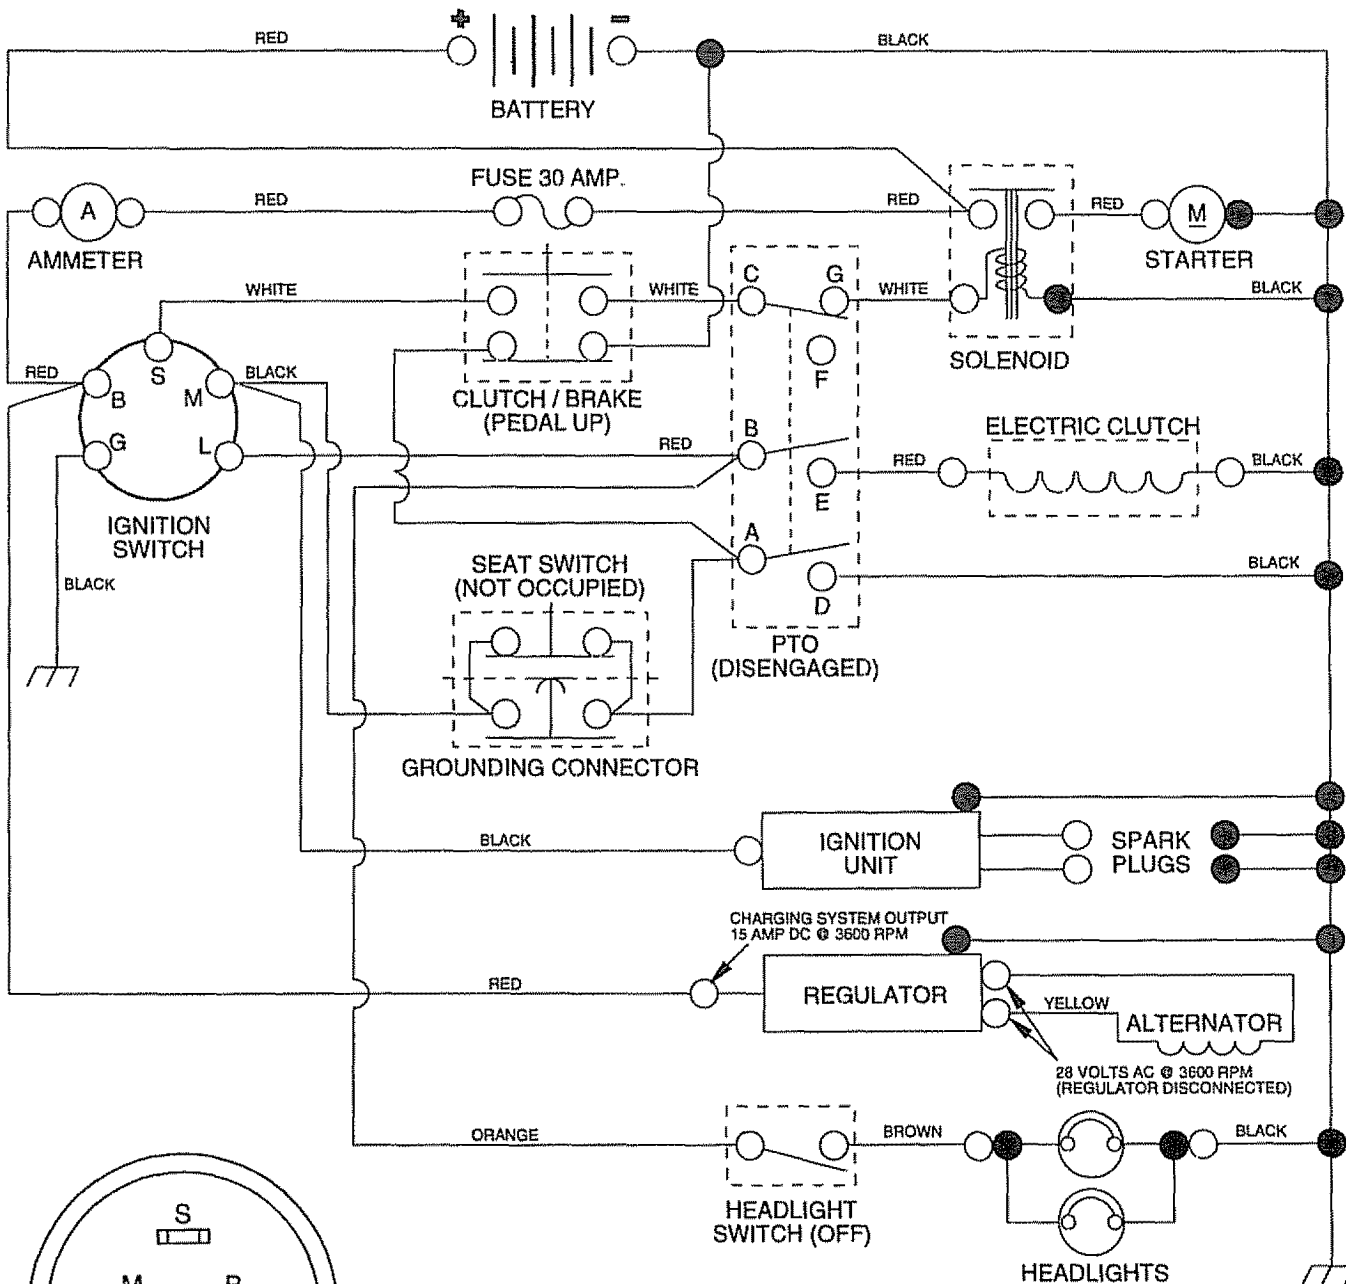 + −
RED
BLACK
BATTERY
FUSE 30 AMP.
A
RED
RED
RED
M
AMMETER
STARTER
WHITE
WHITE
C
G
WHITE
BLACK
SOLENOID
S
RED
B
M
BLACK
F
CLUTCH / BRAKE
(PEDAL UP)
G
L
RED
B
ELECTRIC CLUTCH
RED
BLACK
E
IGNITION
SWITCH
A
BLACK
SEAT SWITCH
(NOT OCCUPIED)
BLACK
D
PTO
(DISENGAGED)
GROUNDING CONNECTOR
BLACK
IGNITION
UNIT
SPARK
PLUGS
CHARGING SYSTEM OUTPUT
15 AMP DC @ 3600 RPM
RED
REGULATOR
YELLOW
ALTERNATOR
28 VOLTS AC @ 3600 RPM
(REGULATOR DISCONNECTED)
ORANGE
BROWN
BLACK
HEADLIGHT
SWITCH (OFF)
HEADLIGHTS
S
M B